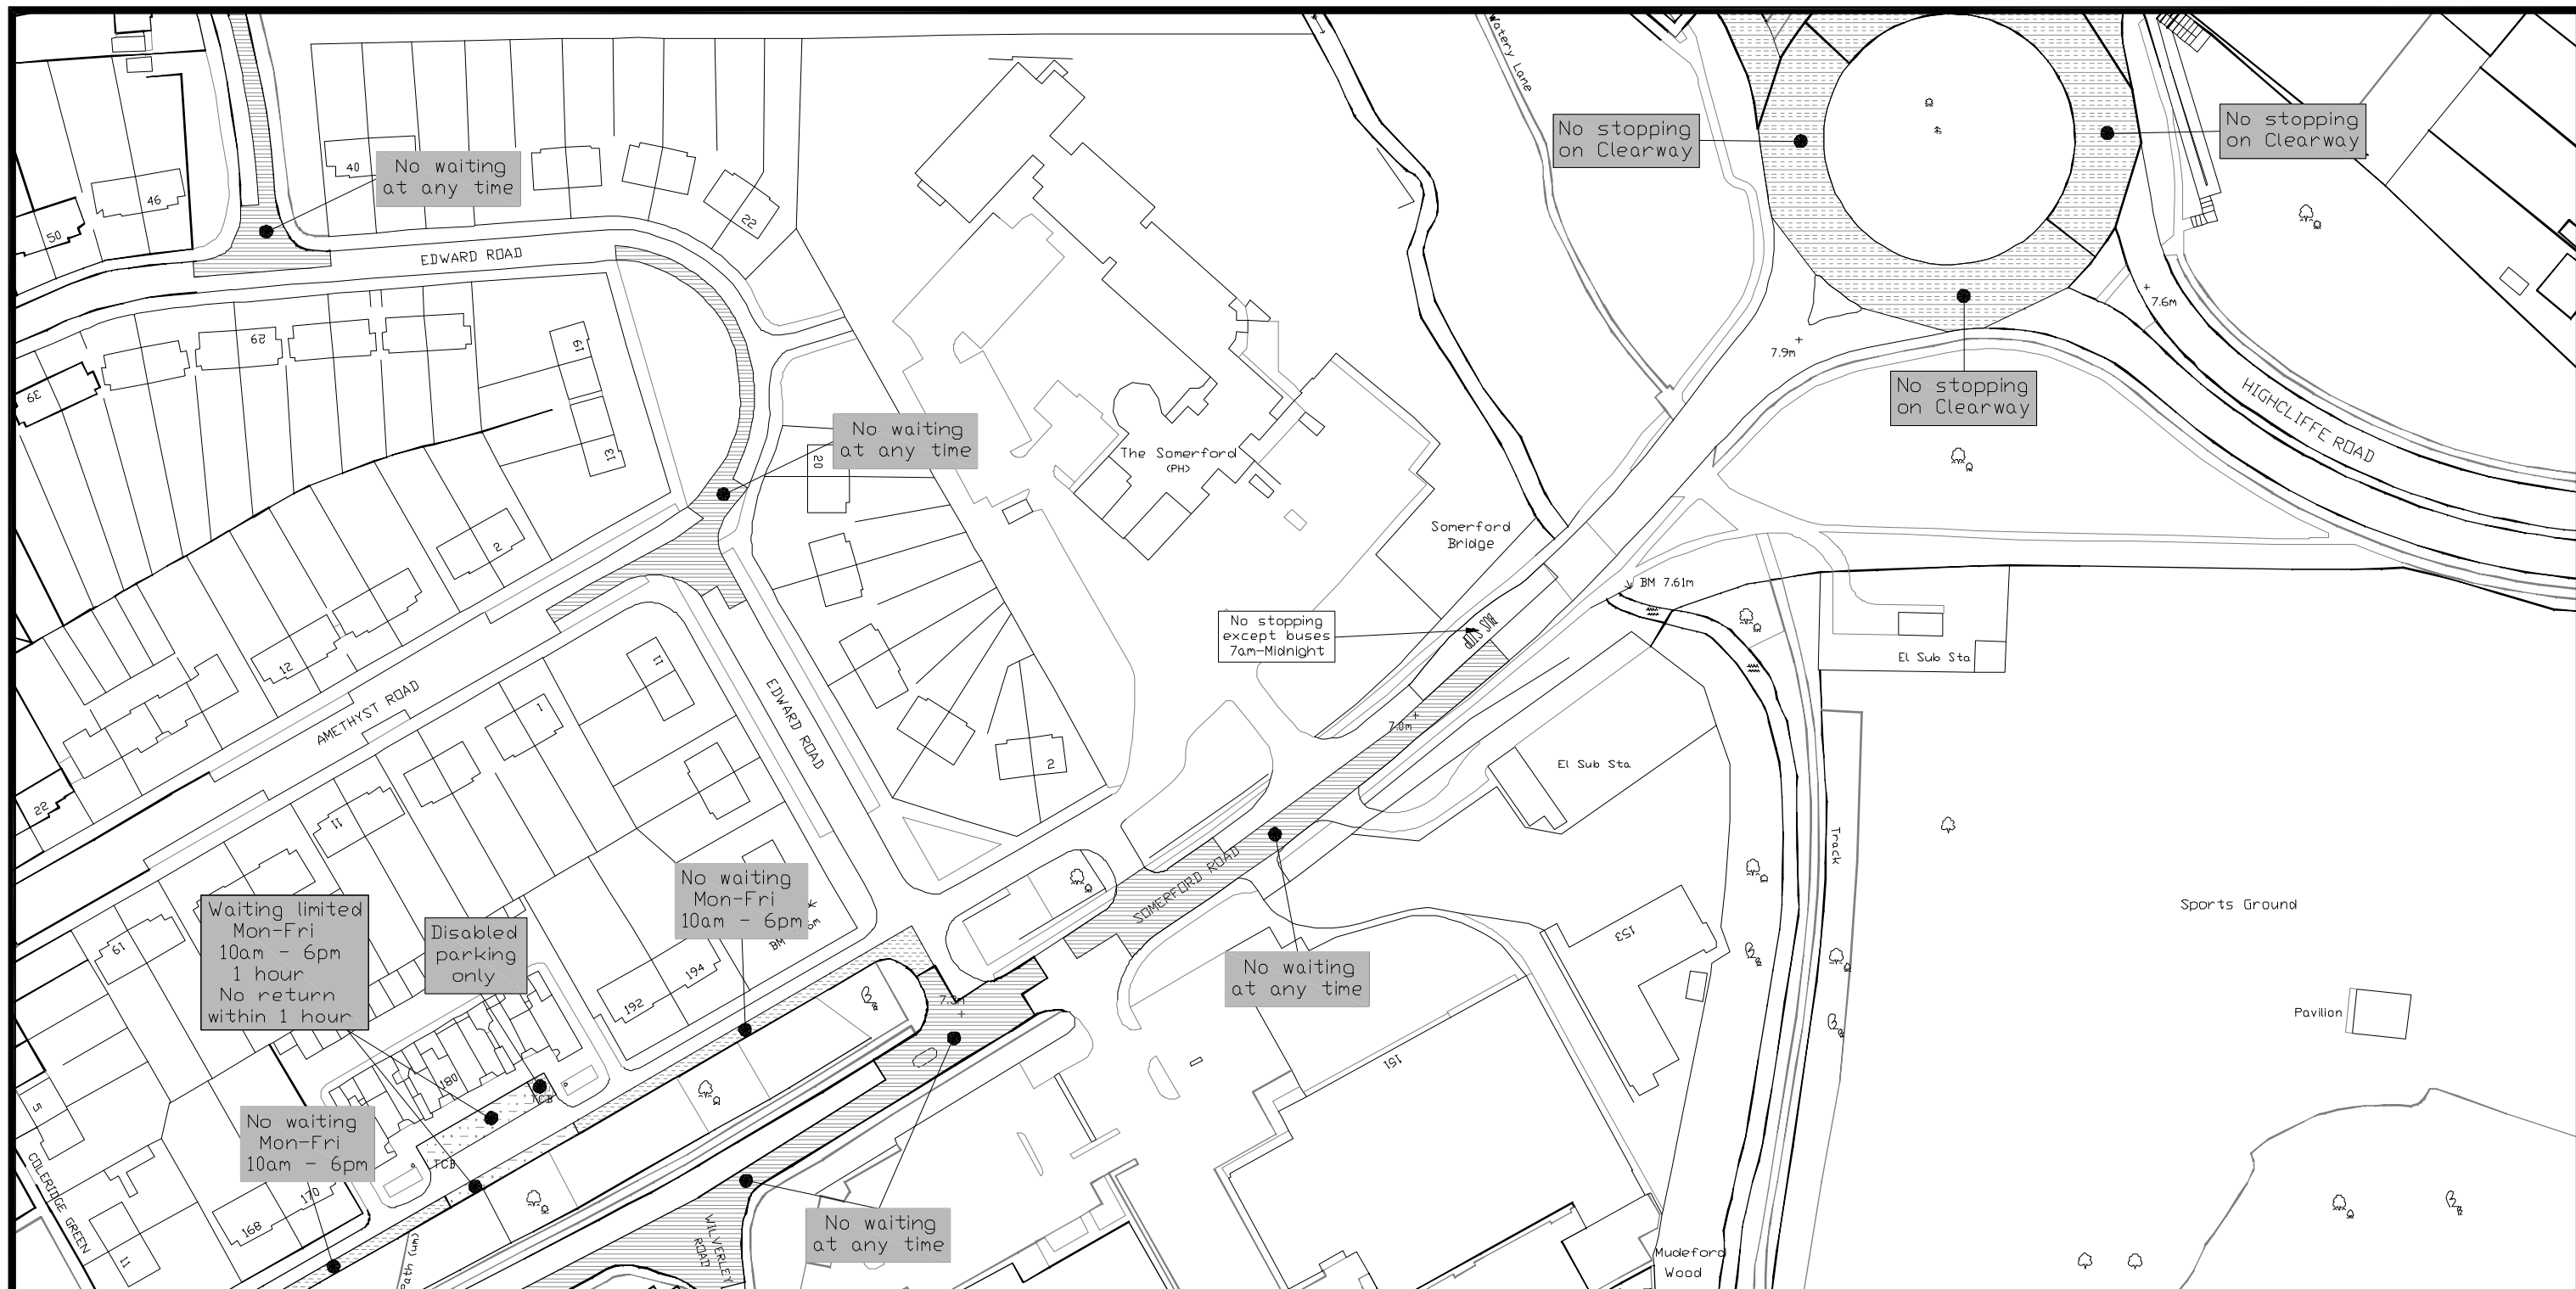 Watery Lane
No stopping
on Clearway
No stopping
on Clearway
No waiting
at any time
40
46
50
22
EDWARD ROAD
7.6m
7.9m
29
19
39
13
No stopping
on Clearway
HIGHCLIFFE ROAD
No waiting
at any time
20
The Somerford
(PH)
Somerford
Bridge
2
BM 7.61m
No stopping
except buses
7am-Midnight
BUS STOP
El Sub Sta
12
11
AMETHYST ROAD
EDWARD ROAD
1
7.0m
2
El Sub Sta
22
11
Track
SOMERFORD ROAD
No waiting
Mon-Fri
10am - 6pm
BM
Waiting limited
Mon-Fri
10am - 6pm
1 hour
No return
within 1 hour
Disabled
parking
only
19
194
192
153
Sports Ground
No waiting
at any time
Pavilion
151
180
TCB
5
No waiting
Mon-Fri
10am - 6pm
TCB
COLERIDGE GREEN
170
168
11
Path (um)
No waiting
at any time
WILVERLEY
ROAD
Mudeford
Wood